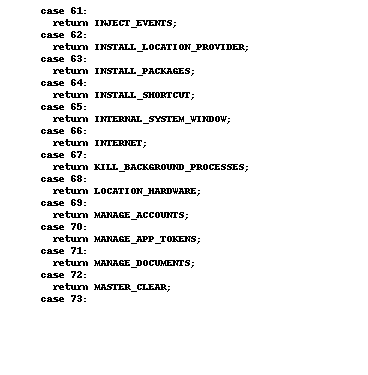 case 61:
return INJECT_EVENTS;
case 62:
return INSTALL_LOCATION_PROVIDER;
case 63:
return INSTALL_PACKAGES;
case 64:
return INSTALL_SHORTCUT;
case 65:
return INTERNAL_SYSTEM_WINDOW;
case 66:
return INTERNET;
case 67:
return KILL_BACKGROUND_PROCESSES;
case 68:
return LOCATION_HARDWARE;
case 69:
return MANAGE_ACCOUNTS;
case 70:
return MANAGE_APP_TOKENS;
case 71:
return MANAGE_DOCUMENTS;
case 72:
return MASTER_CLEAR;
case 73: